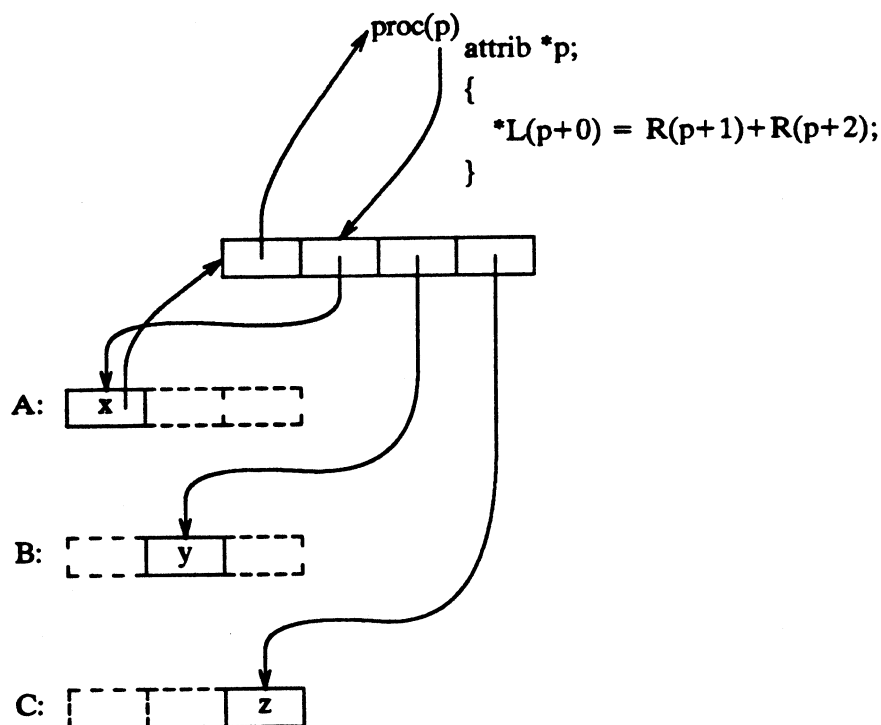 proc(p)
attrib *p;
{
*L(p+0) = R(p+1)+R(p+2);
}
A: x
B: y
C: z